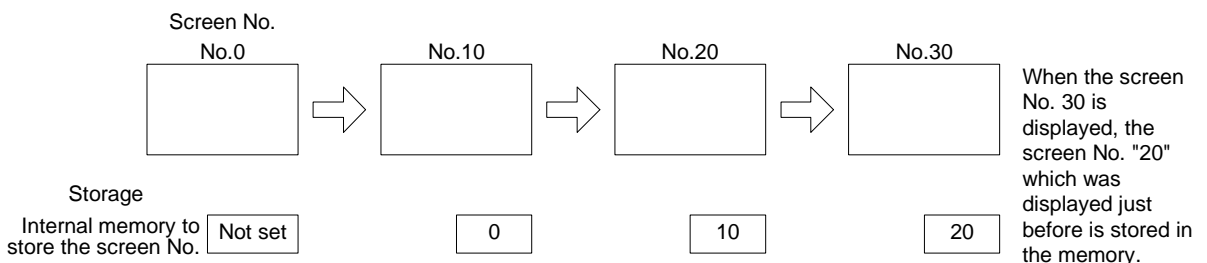 Screen No.
No.0
No.10
No.20
No.30
When the screen
No. 30 is
displayed, the
screen No. "20"
which was
displayed just
before is stored in
the memory.
Storage
Internal memory to
store the screen No.
Not set
0
10
20